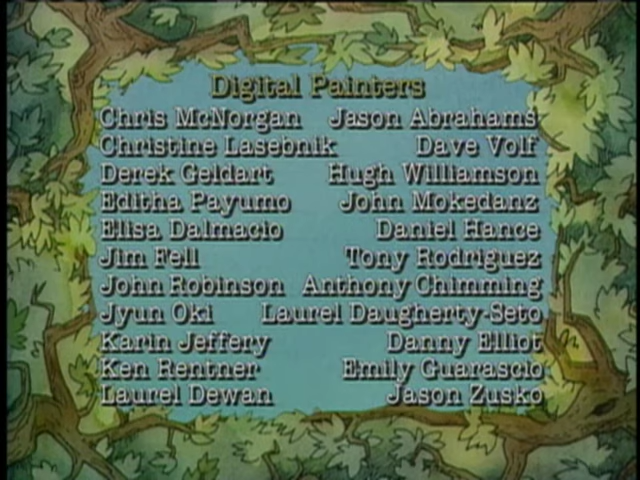 Digital Painters
Chris McNorgan Jason Abrahams
Christine Lasebnik Dave Volf
Derek Geldart Hugh Williamson
Editha Payumo John Mokedanz
Elisa Dalmacio Daniel Hance
Jim Fell Tony Rodriguez
John Robinson Anthony Chimming
Jyun Oki Laurel Daugherty-Seto
Karin Jeffery Danny Elliot
Ken Rentner Emily Guarascio
Laurel Dewan Jason Zusko